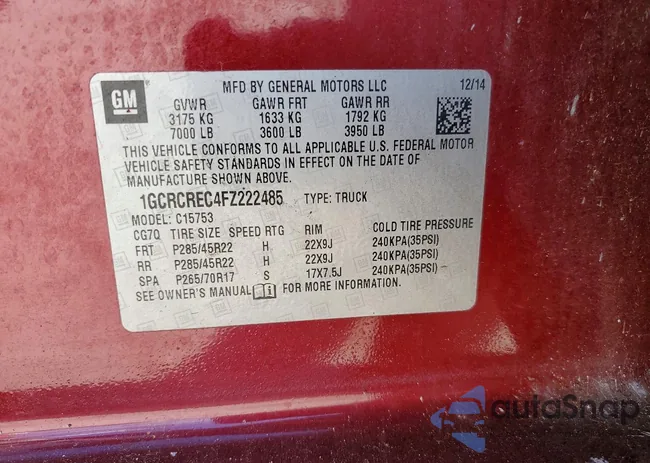 GM
MFD BY GENERAL MOTORS LLC 12/14
GVWR GAWR FRT GAWR RR
3175 KG 1633 KG 1792 KG
7000 LB 3600 LB 3950 LB
THIS VEHICLE CONFORMS TO ALL APPLICABLE U.S. FEDERAL MOTOR
VEHICLE SAFETY STANDARDS IN EFFECT ON THE DATE OF
MANUFACTURE SHOWN ABOVE.
1GCRCREC4FZ222485 TYPE: TRUCK
MODEL: C15753
CG7Q TIRE SIZE SPEED RTG RIM COLD TIRE PRESSURE
FRT P285/45R22 H 22X9J 240KPA(35PSI)
RR P285/45R22 H 22X9J 240KPA(35PSI)
SPA P265/70R17 S 17X7.5J 240KPA(35PSI)
SEE OWNER'S MANUAL FOR MORE INFORMATION.
autoSnap